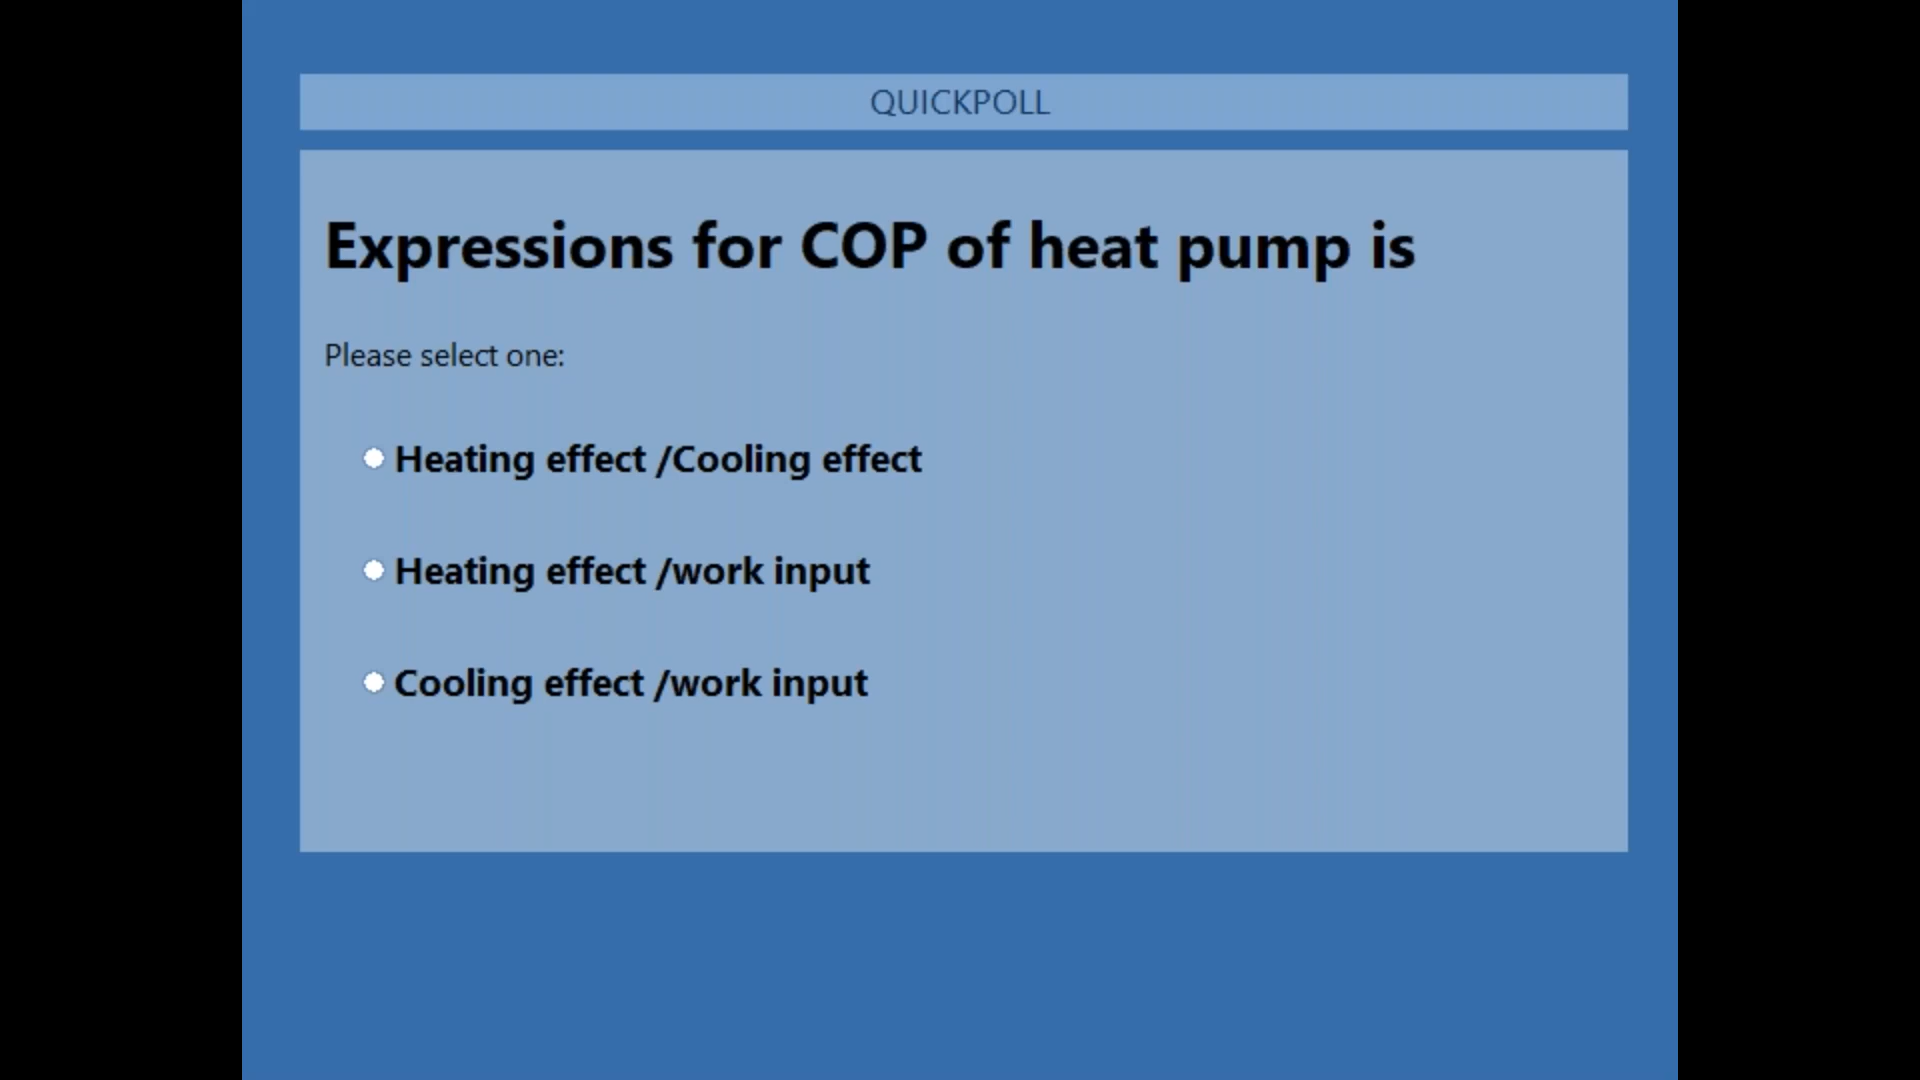 QUICKPOLL
Expressions for COP of heat pump is
Please select one:
Heating effect /Cooling effect
Heating effect /work input
Cooling effect /work input